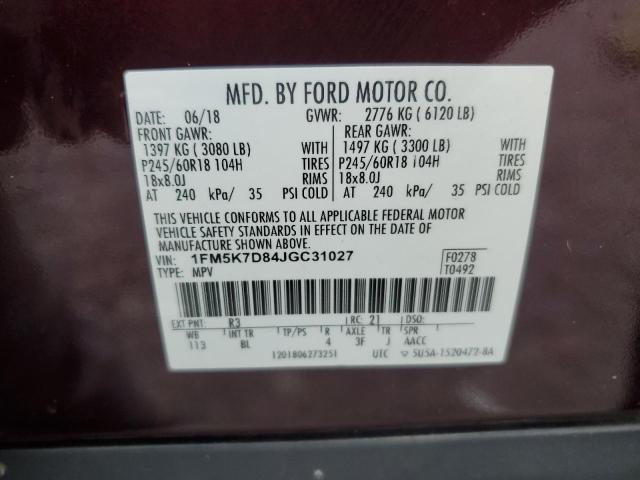 MFD. BY FORD MOTOR CO.
DATE: 06/18 GVWR: 2776 KG ( 6120 LB)
FRONT GAWR: REAR GAWR:
1397 KG ( 3080 LB) WITH 1497 KG ( 3300 LB) WITH
P245/60R18 104H TIRES P245/60R18 104H TIRES
18x8.0J RIMS 18x8.0J RIMS
AT 240 kPa/ 35 PSI COLD AT 240 kPa/ 35 PSI COLD
THIS VEHICLE CONFORMS TO ALL APPLICABLE FEDERAL MOTOR
VEHICLE SAFETY STANDARDS IN EFFECT ON THE DATE OF
MANUFACTURE SHOWN ABOVE.
VIN: 1FM5K7D84JGC31027 F0278
TYPE: MPV T0492
EXT PNT: R3 RC: 21 DSO:
WB INT TR TP/PS R AXLE TR SPR
113 BL 4 3F J AACC
1201806273251 UTC 5U5A-1520472-8A